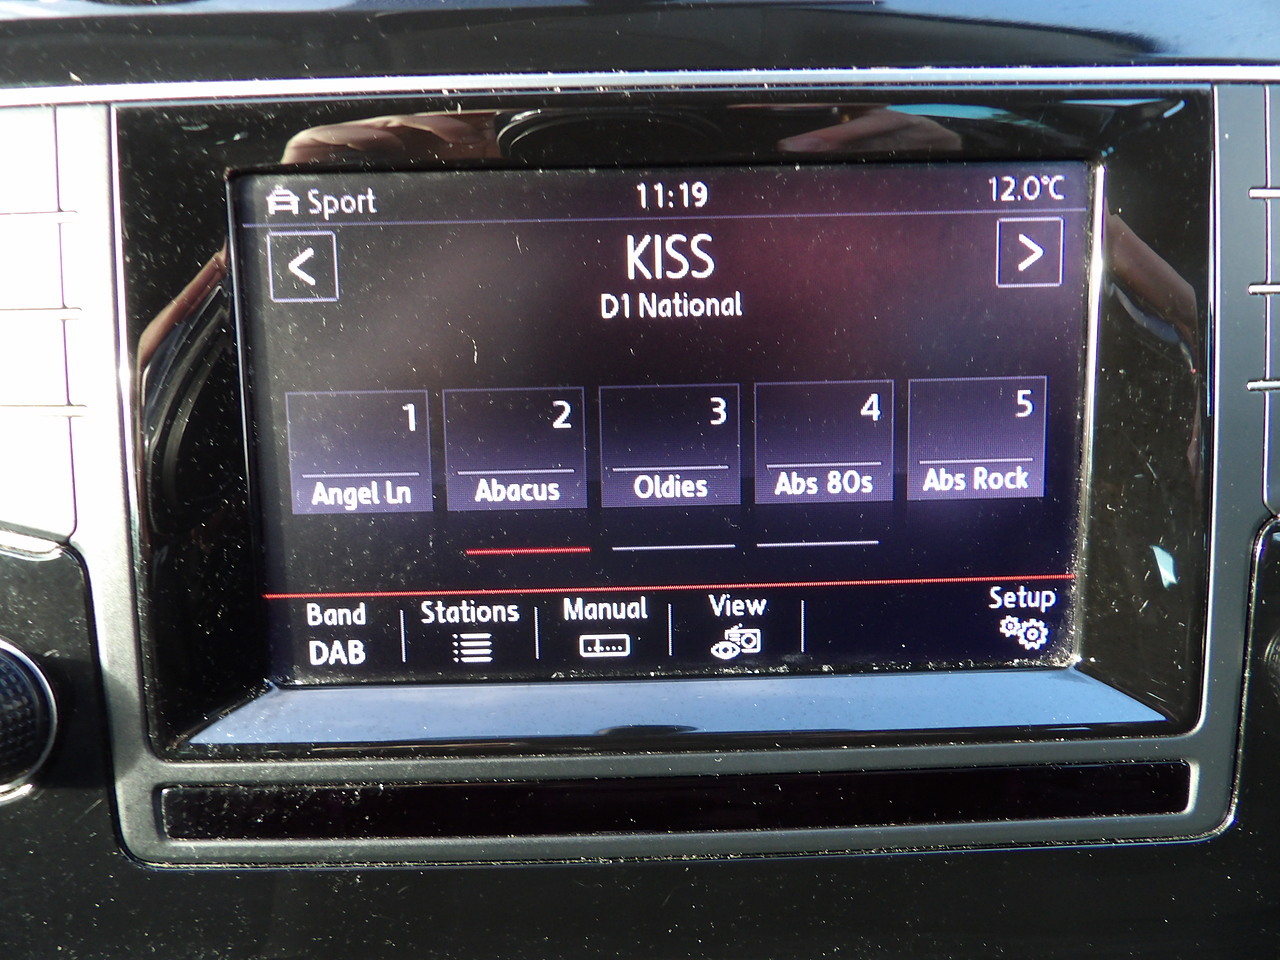 Sport 11:19 12.0°C
< KISS >
D1 National
1 2 3 4 5
Angel Ln Abacus Oldies Abs 80s Abs Rock
Band Stations Manual View Setup
DAB